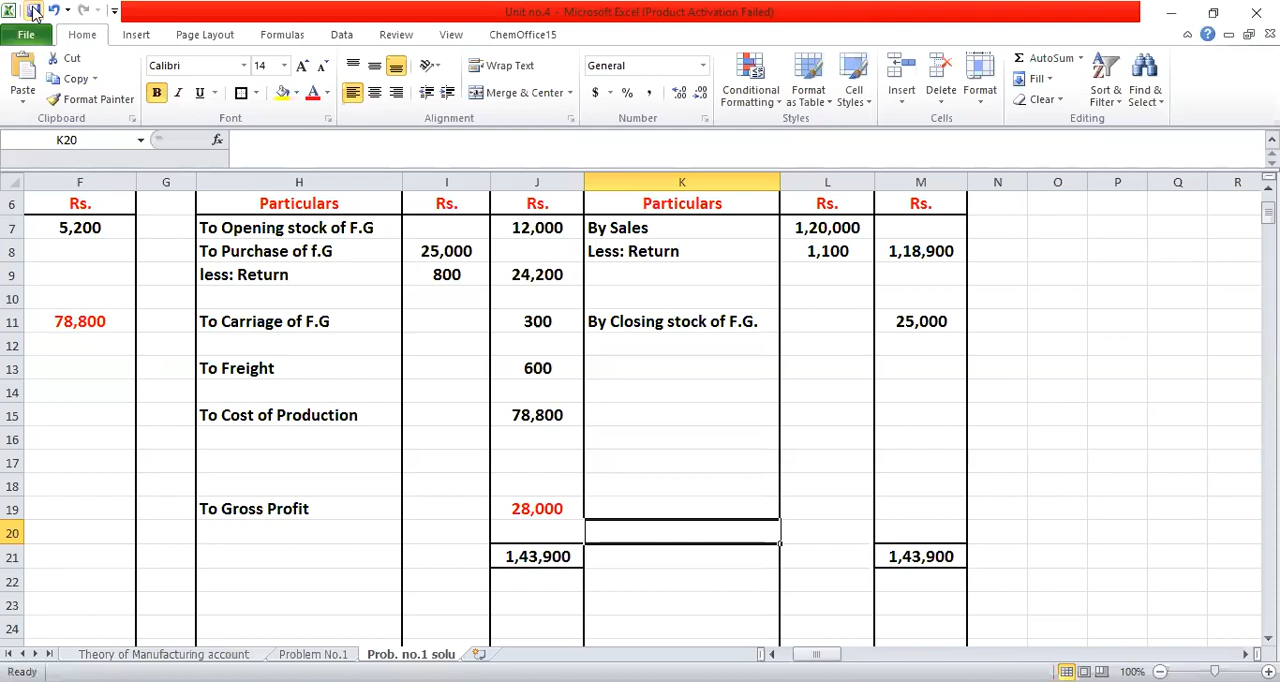 Unit no.4 - Microsoft Excel (Product Activation Failed)
File Home Insert Page Layout Formulas Data Review View ChemOffice15
Paste Cut Copy Format Painter Clipboard
Calibri 14 B I U Font
Wrap Text Merge & Center Alignment
General $ % , Number
Conditional Formatting Format as Table Cell Styles Styles
Insert Delete Format Cells
Σ AutoSum Fill Clear Sort & Filter Find & Select Editing
K20 fx
F G H I J K L M N O P Q R
6 Rs. Particulars Rs. Rs. Particulars Rs. Rs.
7 5,200 To Opening stock of F.G 12,000 By Sales 1,20,000
8 To Purchase of f.G 25,000 Less: Return 1,100 1,18,900
9 less: Return 800 24,200
10
11 78,800 To Carriage of F.G 300 By Closing stock of F.G. 25,000
12
13 To Freight 600
14
15 To Cost of Production 78,800
16
17
18
19 To Gross Profit 28,000
20
21 1,43,900 1,43,900
22
23
24
Theory of Manufacturing account Problem No.1 Prob. no.1 solu
Ready 100%